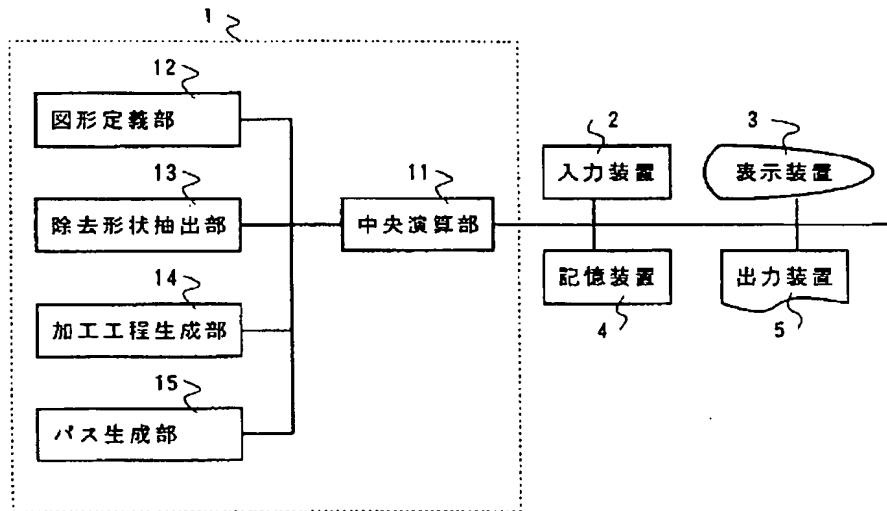 1
12
図形定義部
13
除去形状抽出部
14
加工工程生成部
15
パス生成部
11
中央演算部
2
入力装置
3
表示装置
記憶装置
4
出力装置
5